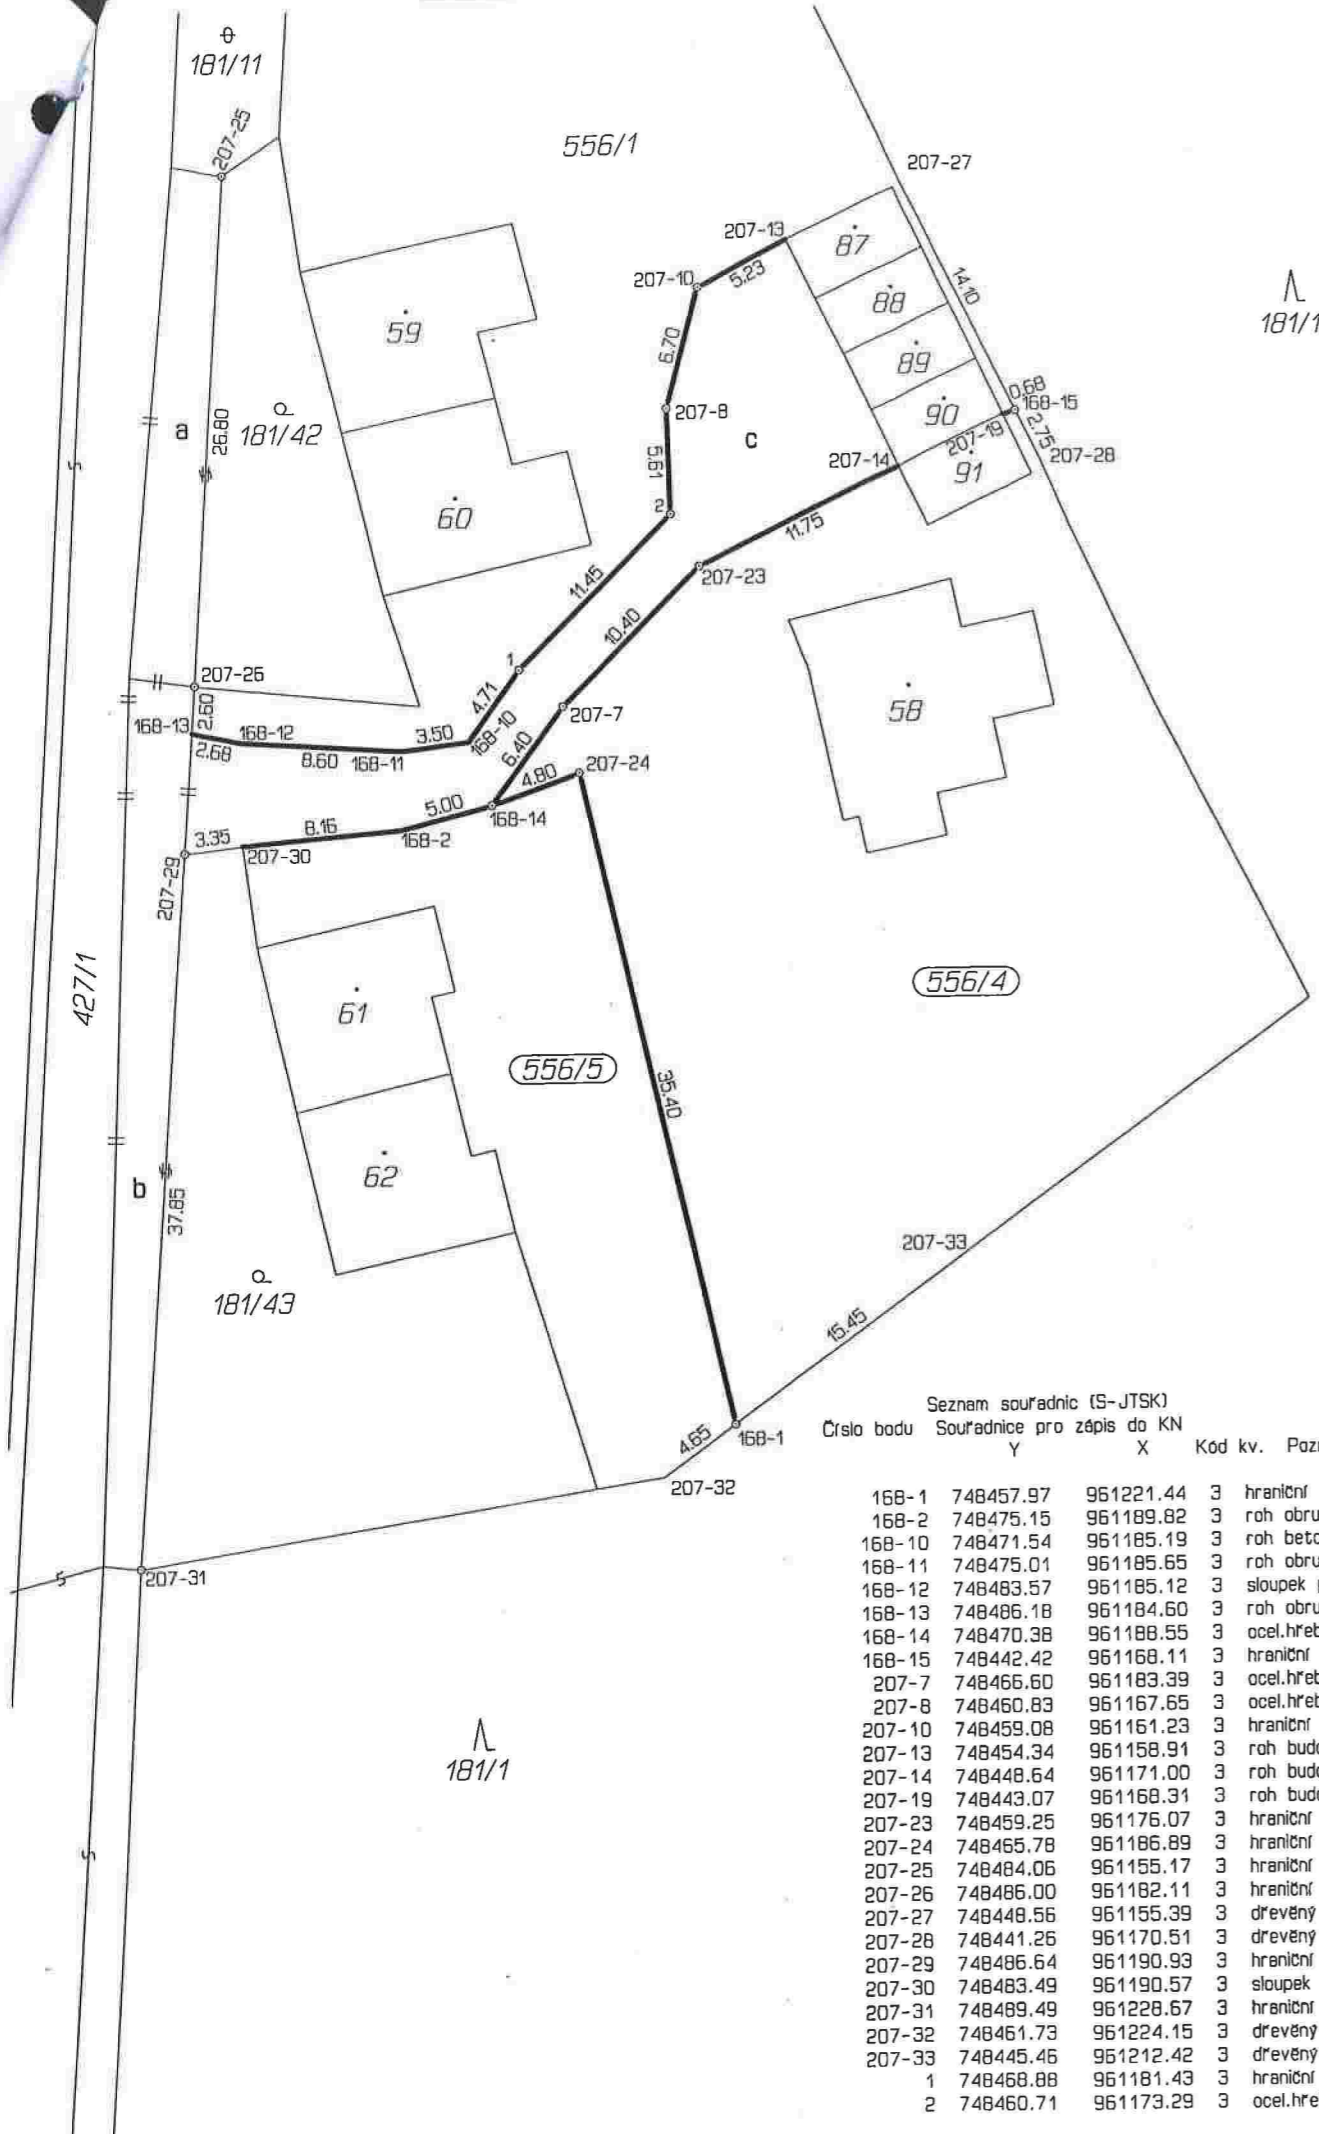 181/11
207-25
556/1
207-27
207-13
87
207-10
5.23
14.10
88
181/1
59
6.70
89
0.68
168-15
207-8
90
a
26.80
181/42
c
207-19
2.75
207-28
5.61
207-14
91
60
2
11.75
11.45
207-23
10.40
1
207-26
4.71
58
2.60
207-7
168-13
168-12
3.50
168-10
2.68
8.60
168-11
6.40
4.80
207-24
5.00
168-14
3.35
8.16
168-2
207-30
207-29
427/1
556/4
61
556/5
35.40
62
b
37.85
207-33
181/43
15.45
4.65
168-1
207-32
207-31
181/1
Seznam souřadnic (S-JTSK)
Číslo bodu Souřadnice pro zápis do KN
Y X Kód kv.
168-1 748457.97 961221.44 3 hraniční
168-2 748475.15 961189.82 3 roh
168-10 748471.54 961185.19 3 roh
168-11 748475.01 961185.65 3 roh
168-12 748483.57 961185.12 3 sloupek
168-13 748486.18 961184.60 3 roh
168-14 748470.38 961188.55 3
168-15 748442.42 961168.11 3 hraniční
207-7 748466.60 961183.39 3
207-8 748460.83 961167.65 3
207-10 748459.08 961161.23 3 hraniční
207-13 748454.34 961158.91 3 roh
207-14 748448.64 961171.00 3 roh
207-19 748443.07 961168.31 3 roh
207-23 748459.25 961176.07 3 hraniční
207-24 748465.78 961186.89 3 hraniční
207-25 748484.06 961155.17 3 hraniční
207-26 748486.00 961182.11 3 hraniční
207-27 748448.56 961155.39 3 dřevěný
207-28 748441.26 961170.51 3 dřevěný
207-29 748486.64 961190.93 3 hraniční
207-30 748483.49 961190.57 3 sloupek
207-31 748489.49 961228.67 3 hraniční
207-32 748461.73 961224.15 3 dřevěný
207-33 748445.46 961212.42 3 dřevěný
1 748468.88 961181.43 3 hraniční
2 748460.71 961173.29 3